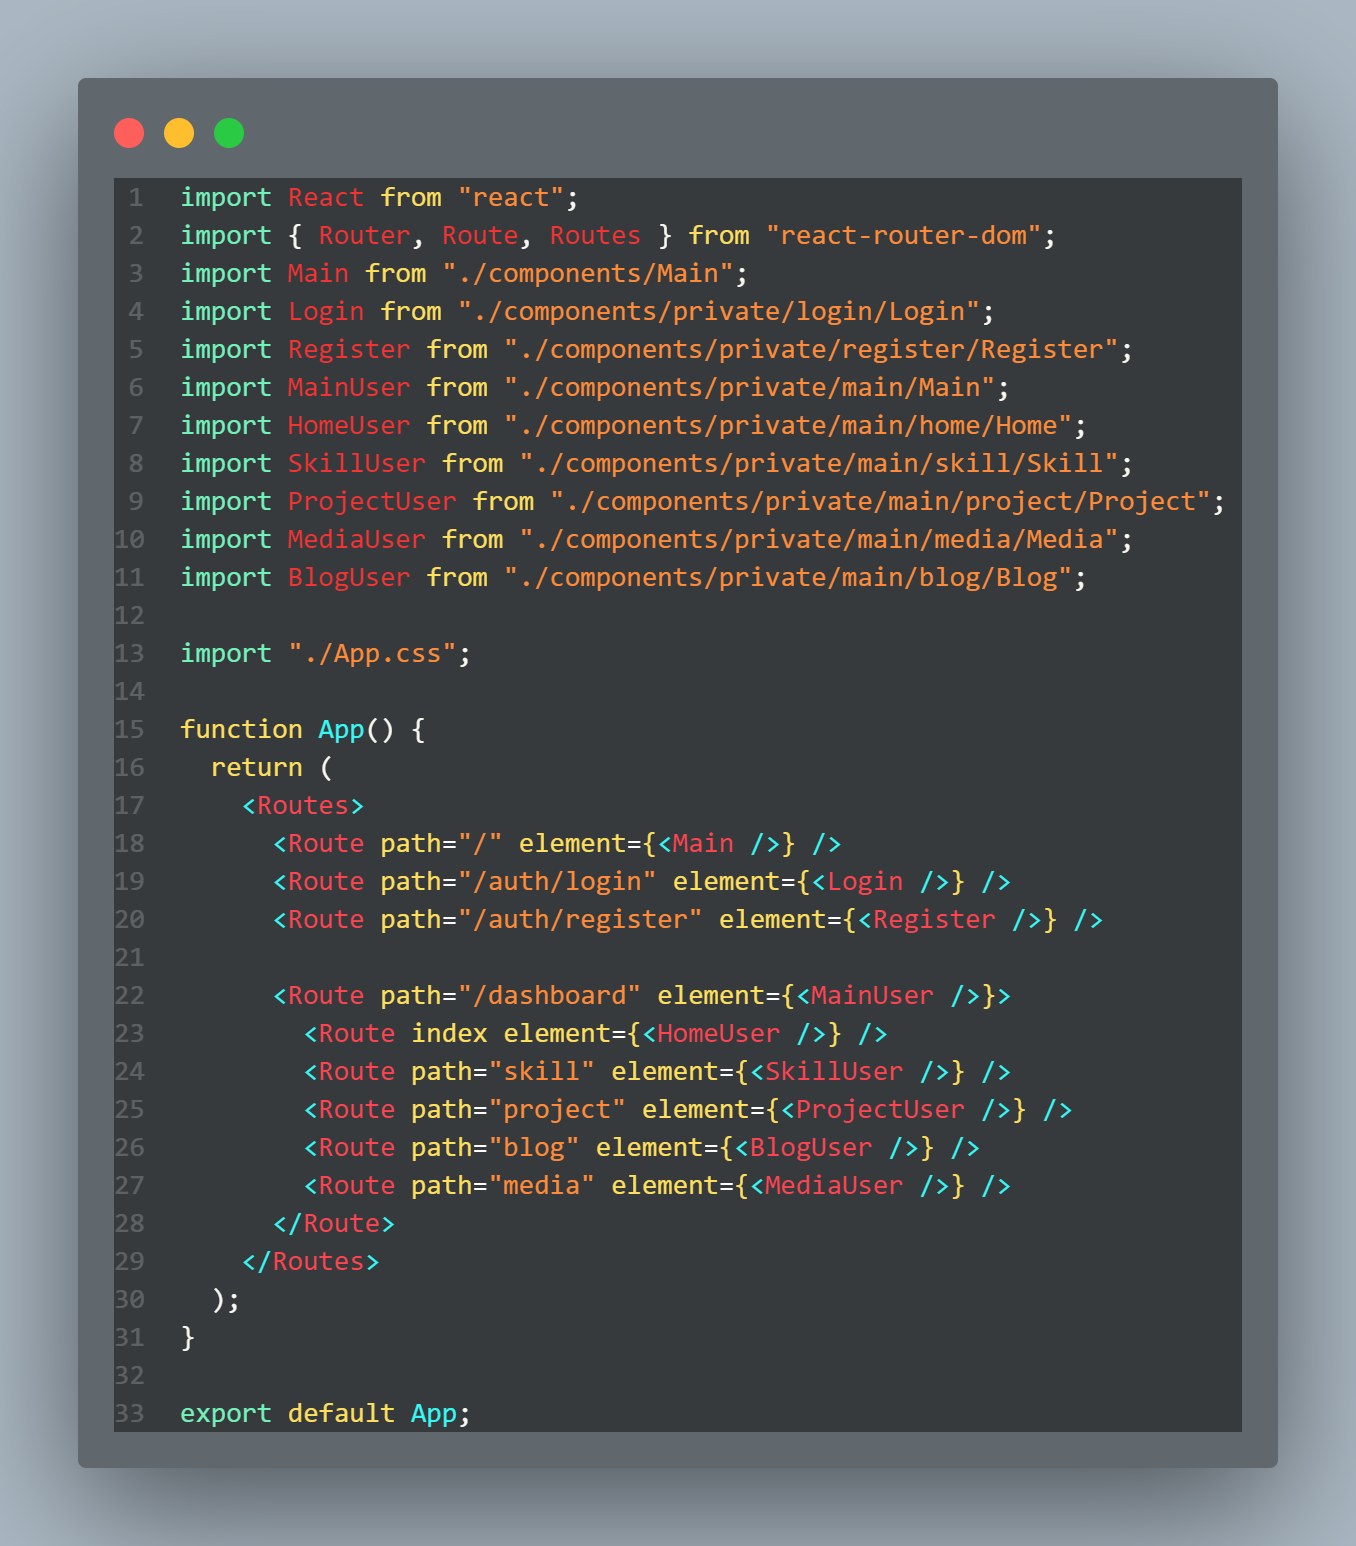 1 import React from "react";
2 import { Router, Route, Routes } from "react-router-dom";
3 import Main from "./components/Main";
4 import Login from "./components/private/login/Login";
5 import Register from "./components/private/register/Register";
6 import MainUser from "./components/private/main/Main";
7 import HomeUser from "./components/private/main/home/Home";
8 import SkillUser from "./components/private/main/skill/Skill";
9 import ProjectUser from "./components/private/main/project/Project";
10 import MediaUser from "./components/private/main/media/Media";
11 import BlogUser from "./components/private/main/blog/Blog";
12
13 import "./App.css";
14
15 function App() {
16   return (
17     <Routes>
18       <Route path="/" element={<Main />} />
19       <Route path="/auth/login" element={<Login />} />
20       <Route path="/auth/register" element={<Register />} />
21
22       <Route path="/dashboard" element={<MainUser />}>
23         <Route index element={<HomeUser />} />
24         <Route path="skill" element={<SkillUser />} />
25         <Route path="project" element={<ProjectUser />} />
26         <Route path="blog" element={<BlogUser />} />
27         <Route path="media" element={<MediaUser />} />
28       </Route>
29     </Routes>
30   );
31 }
32
33 export default App;